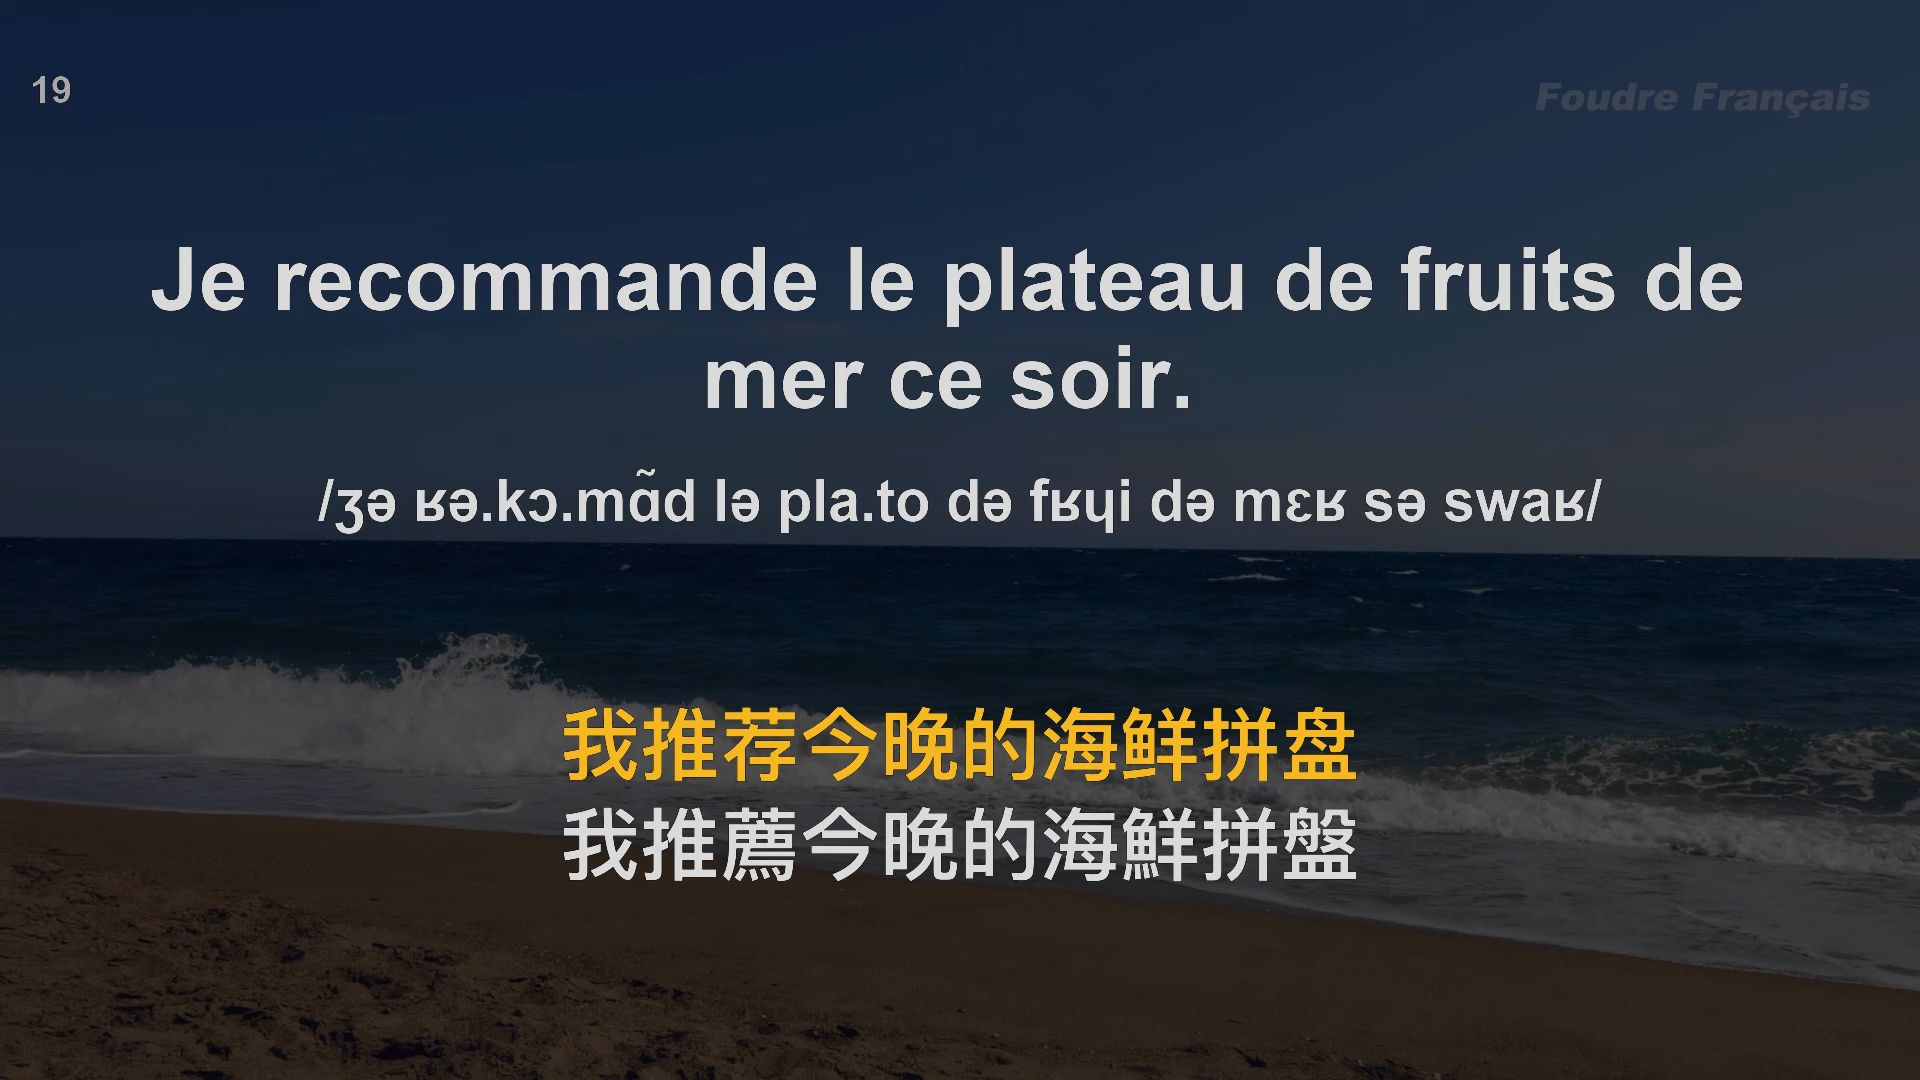 19
Foudre Français
Je recommande le plateau de fruits de
mer ce soir.
/ʒə ʁə.kɔ.mɑ̃d lə pla.to də fʁɥi də mɛʁ sə swaʁ/
我推荐今晚的海鲜拼盘
我推薦今晚的海鮮拼盤